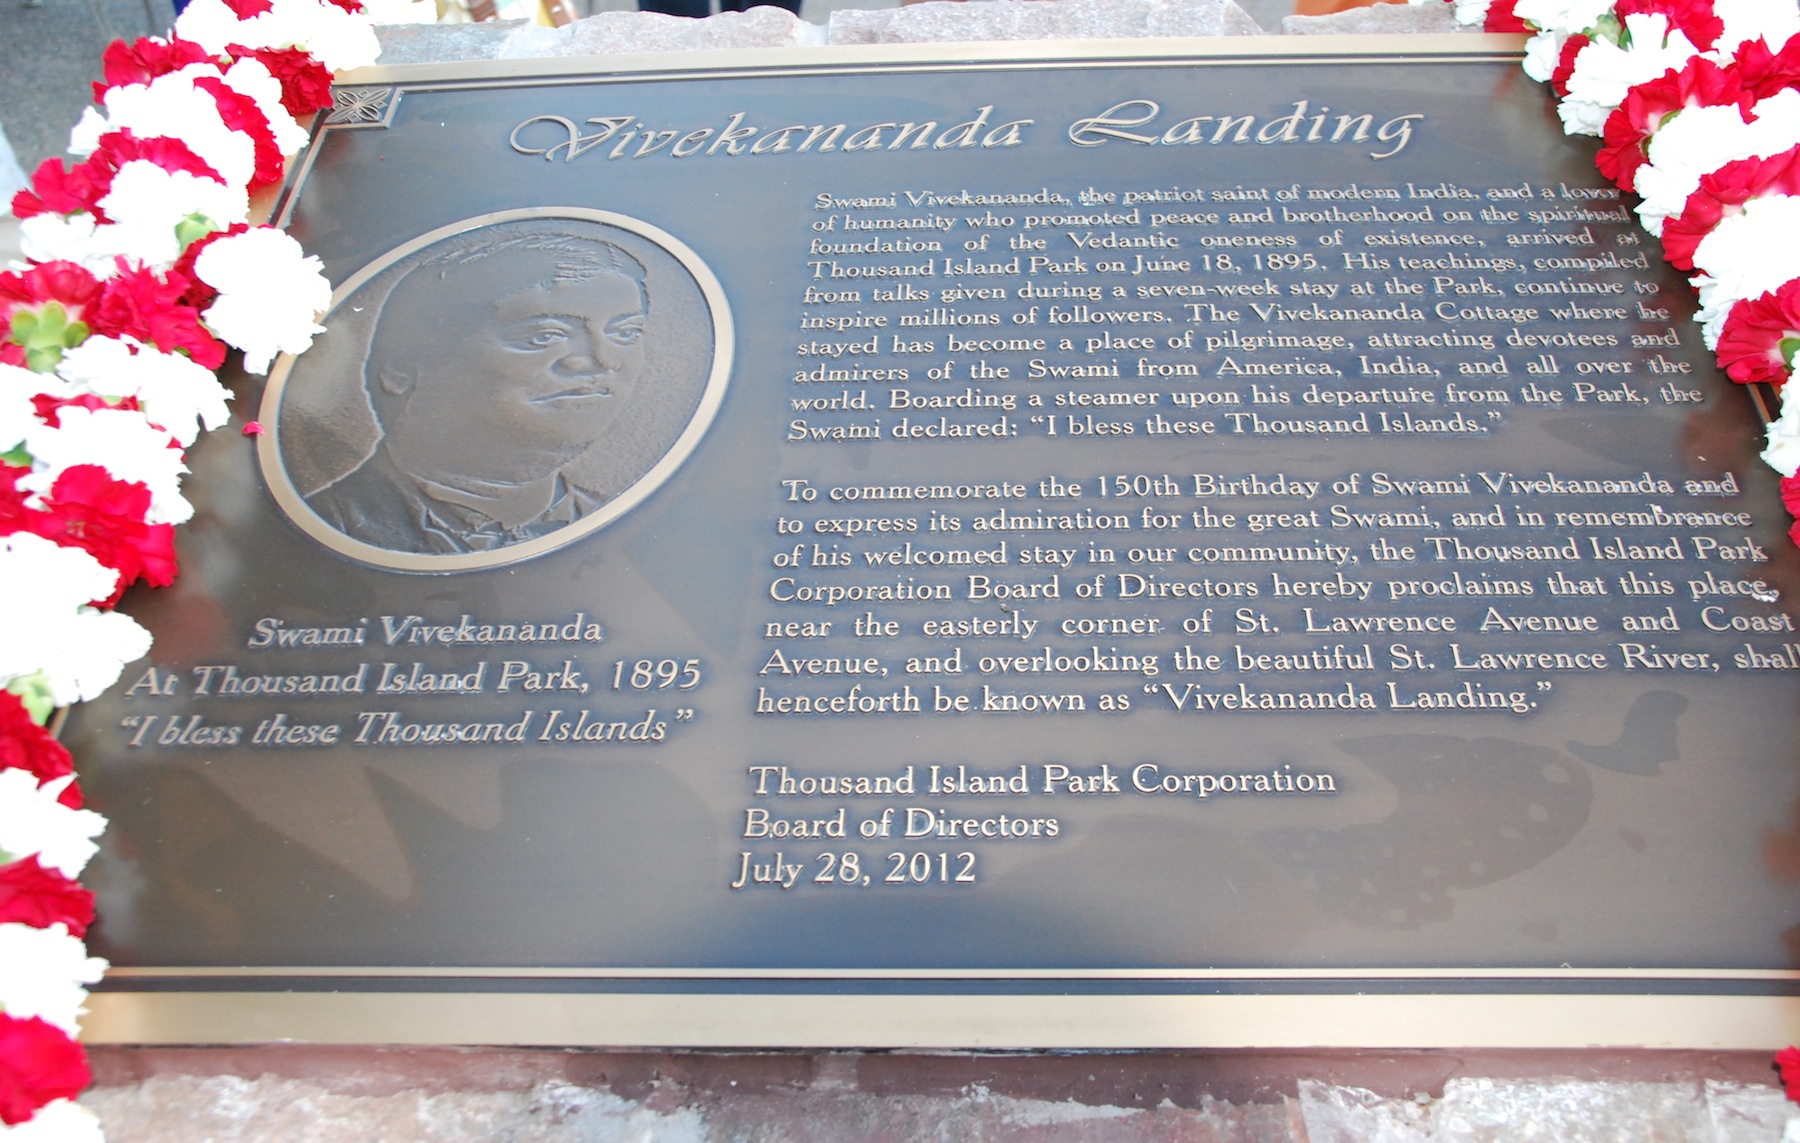 Vivekananda Landing
Swami Vivekananda, the patriot saint of modern India, and a lover
of humanity who promoted peace and brotherhood on the spiritual
foundation of the Vedantic oneness of existence, arrived at
Thousand Island Park on June 18, 1895. His teachings, compiled
from talks given during a seven-week stay at the Park, continue to
inspire millions of followers. The Vivekananda Cottage where he
stayed has become a place of pilgrimage, attracting devotees and
admirers of the Swami from America, India, and all over the
world. Boarding a steamer upon his departure from the Park, the
Swami declared: "I bless these Thousand Islands."
To commemorate the 150th Birthday of Swami Vivekananda and
to express its admiration for the great Swami, and in remembrance
of his welcomed stay in our community, the Thousand Island Park
Corporation Board of Directors hereby proclaims that this place,
near the easterly corner of St. Lawrence Avenue and Coast
Avenue, and overlooking the beautiful St. Lawrence River, shall
henceforth be known as "Vivekananda Landing."
Thousand Island Park Corporation
Board of Directors
July 28, 2012
Swami Vivekananda
At Thousand Island Park, 1895
"I bless these Thousand Islands"